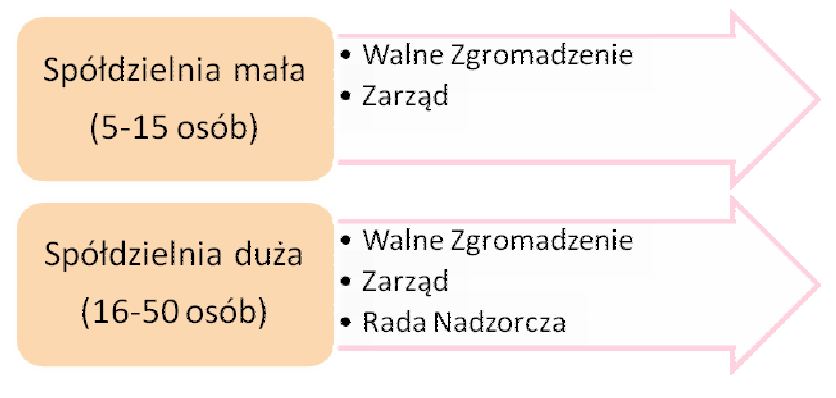 Spółdzielnia mała
(5-15 osób)
• Walne Zgromadzenie
• Zarząd
Spółdzielnia duża
(16-50 osób)
• Walne Zgromadzenie
• Zarząd
• Rada Nadzorcza